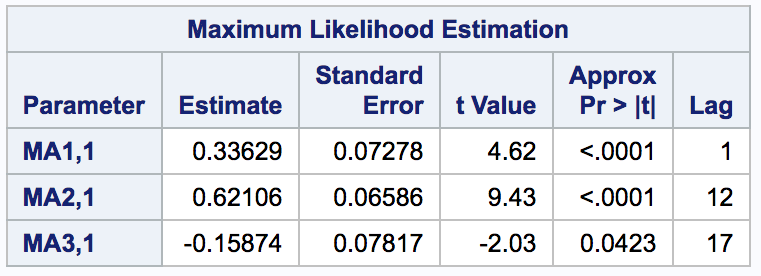 Maximum Likelihood Estimation
Parameter Estimate Standard Error t Value Approx Pr > |t| Lag
MA1,1 0.33629 0.07278 4.62 <.0001 1
MA2,1 0.62106 0.06586 9.43 <.0001 12
MA3,1 -0.15874 0.07817 -2.03 0.0423 17